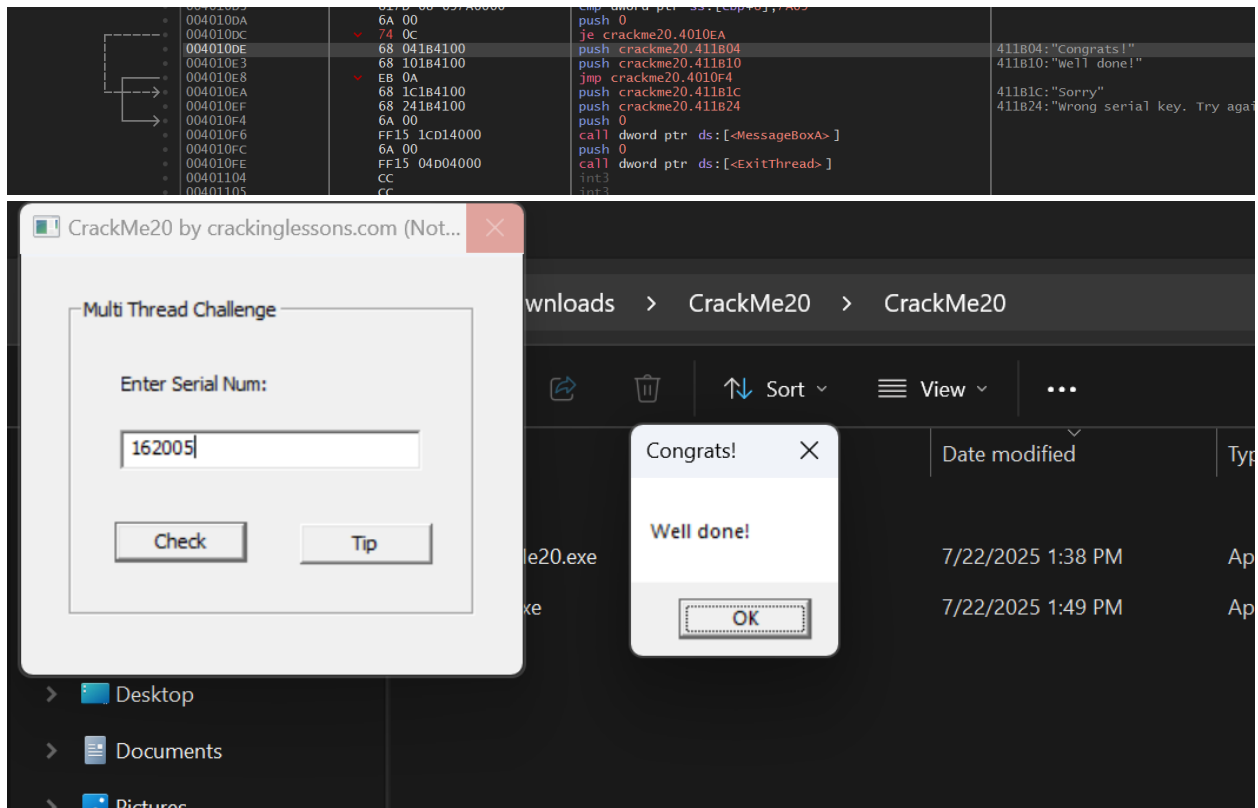 004010DA 6A 00 push 0
004010DC 74 0C je crackme20.4010EA
004010DE 68 041B4100 push crackme20.411B04 411B04:"Congrats!"
004010E3 68 101B4100 push crackme20.411B10 411B10:"Well done!"
004010E8 EB 0A jmp crackme20.4010F4
004010EA 68 1C1B4100 push crackme20.411B1C 411B1C:"Sorry"
004010EF 68 241B4100 push crackme20.411B24 411B24:"Wrong serial key. Try agai
004010F4 6A 00 push 0
004010F6 FF15 1CD14000 call dword ptr ds:[<MessageBoxA>]
004010FC 6A 00 push 0
004010FE FF15 04D04000 call dword ptr ds:[<ExitThread>]
00401104 CC int3
00401105 CC int3
CrackMe20 by crackinglessons.com (Not...
Multi Thread Challenge
Enter Serial Num:
162005
Check Tip
wnloads > CrackMe20 > CrackMe20
Sort View
Date modified Typ
Congrats!
Well done!
OK
e20.exe 7/22/2025 1:38 PM Ap
xe 7/22/2025 1:49 PM Ap
Desktop
Documents
Pictures